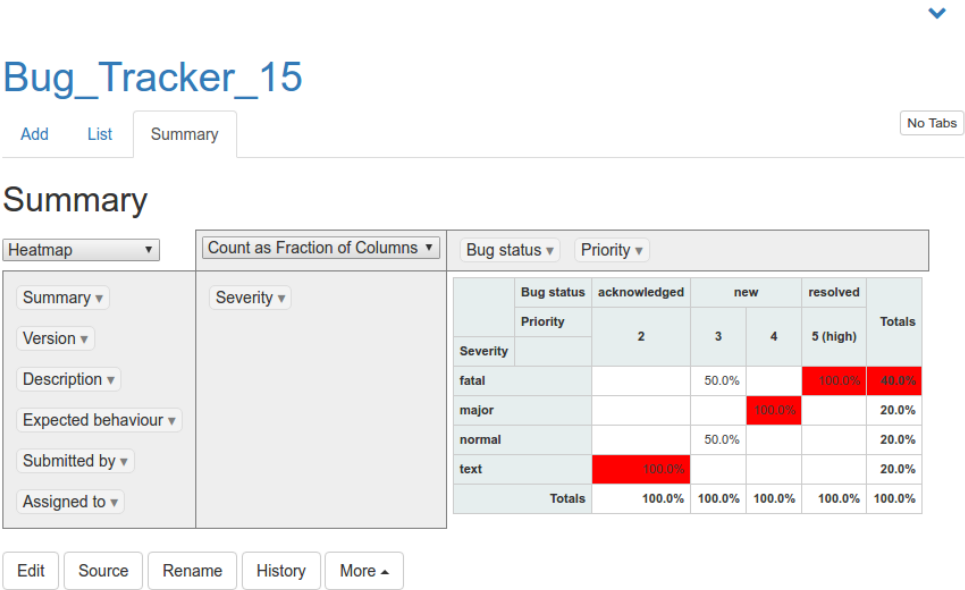 Bug_Tracker_15
Add List Summary No Tabs
Summary
Heatmap Count as Fraction of Columns Bug status Priority
Summary Severity
Version
Description
Expected behaviour
Submitted by
Assigned to
Bug status acknowledged new resolved Totals
Priority 2 3 4 5 (high)
Severity
fatal 50.0% 100.0% 40.0%
major 100.0% 20.0%
normal 50.0% 20.0%
text 100.0% 20.0%
Totals 100.0% 100.0% 100.0% 100.0% 100.0%
Edit Source Rename History More